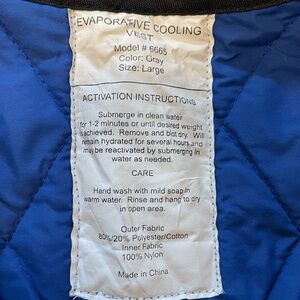 EVAPORATIVE COOLING
VEST
Model # 6665
Color: Gray
Size: Large
ACTIVATION INSTRUCTIONS
Submerge in clean water
for 1-2 minutes or until desired weight
is achieved. Remove and blot dry. Will
remain hydrated for several hours and
may be reactivated by submerging in
water as needed.
CARE
Hand wash with mild soap in
warm water. Rinse and hang to dry
in open area.
Outer Fabric
80%/20% Polyester/Cotton
Inner Fabric
100% Nylon
Made in China